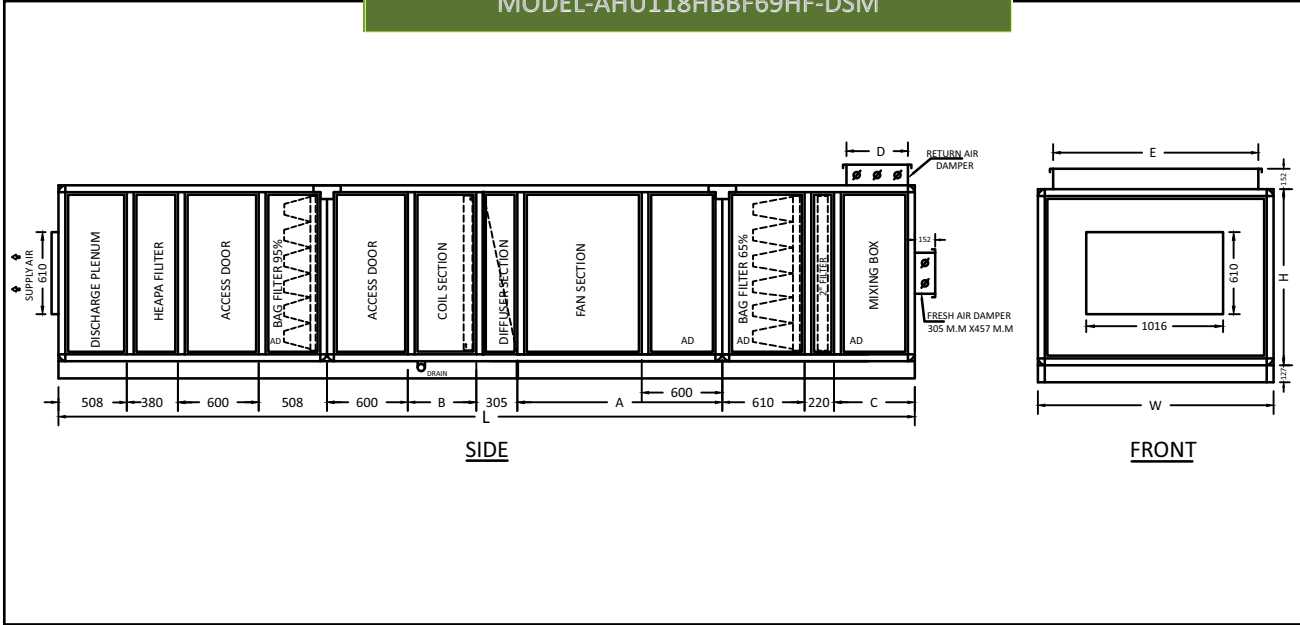 MODEL-AHU118HBBF69HF-DSM
D
RETURN AIR
DAMPER
E
152
SUPPLY AIR
610
DISCHARGE PLENUM
HEAPA FILITER
ACCESS DOOR
BAG FILTER 95%
AD
ACCESS DOOR
COIL SECTION
DIFFUSER SECTION
FAN SECTION
AD
BAG FILTER 65%
AD
2" FILTER
MIXING BOX
AD
152
FRESH AIR DAMPER
305 M.M X457 M.M
610
1016
H
127
DRAIN
508
380
600
508
600
B
305
A
600
610
220
C
L
W
SIDE
FRONT